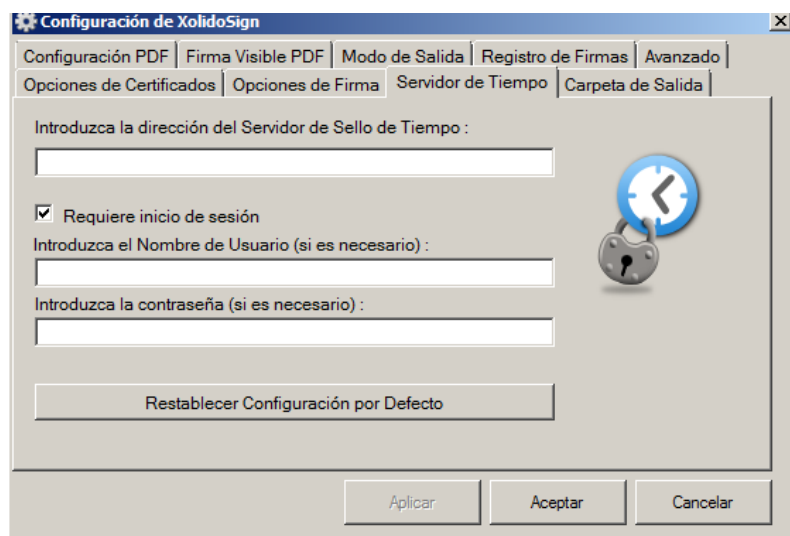 Configuración de XolidoSign
Configuración PDF Firma Visible PDF Modo de Salida Registro de Firmas Avanzado
Opciones de Certificados Opciones de Firma Servidor de Tiempo Carpeta de Salida
Introduzca la dirección del Servidor de Sello de Tiempo :
Requiere inicio de sesión
Introduzca el Nombre de Usuario (si es necesario) :
Introduzca la contraseña (si es necesario) :
Restablecer Configuración por Defecto
Aplicar Aceptar Cancelar